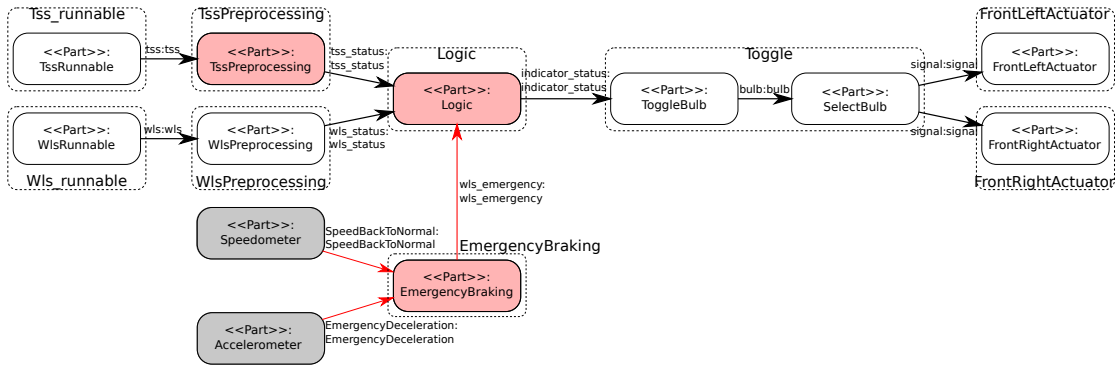 Tss_runnable
<<Part>>:
TssRunnable
tss:tss
TssPreprocessing
<<Part>>:
TssPreprocessing
tss_status:
tss_status
Logic
<<Part>>:
Logic
indicator_status:
indicator_status
Toggle
<<Part>>:
ToggleBulb
bulb:bulb
<<Part>>:
SelectBulb
signal:signal
FrontLeftActuator
<<Part>>:
FrontLeftActuator
<<Part>>:
WlsRunnable
Wls_runnable
wls:wls
<<Part>>:
WlsPreprocessing
WlsPreprocessing
wls_status:
wls_status
signal:signal
<<Part>>:
FrontRightActuator
FrontRightActuator
wls_emergency:
wls_emergency
<<Part>>:
Speedometer
SpeedBackToNormal:
SpeedBackToNormal
EmergencyBraking
<<Part>>:
EmergencyBraking
<<Part>>:
Accelerometer
EmergencyDeceleration:
EmergencyDeceleration